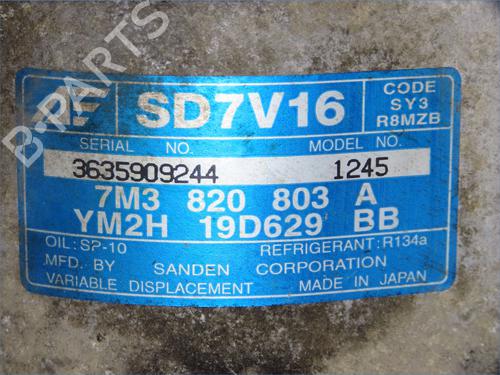 B-PARTS
SD7V16
CODE
SY3
R8MZB
SERIAL NO.
MODEL NO.
3635909244
1245
7M3 820 803 A
YM2H 19D629 BB
OIL: SP-10
REFRIGERANT: R134a
MFD. BY SANDEN CORPORATION
VARIABLE DISPLACEMENT
MADE IN JAPAN